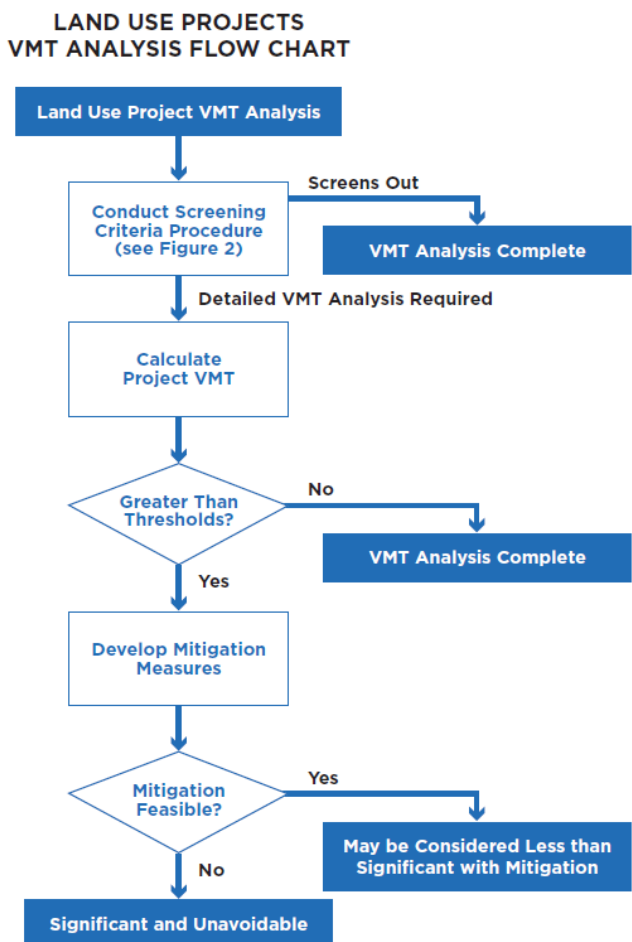 LAND USE PROJECTS
VMT ANALYSIS FLOW CHART
Land Use Project VMT Analysis
Screens Out
Conduct Screening
Criteria Procedure
(see Figure 2)
VMT Analysis Complete
Detailed VMT Analysis Required
Calculate
Project VMT
No
Greater Than
Thresholds?
VMT Analysis Complete
Yes
Develop Mitigation
Measures
Yes
Mitigation
Feasible?
May be Considered Less than
Significant with Mitigation
No
Significant and Unavoidable